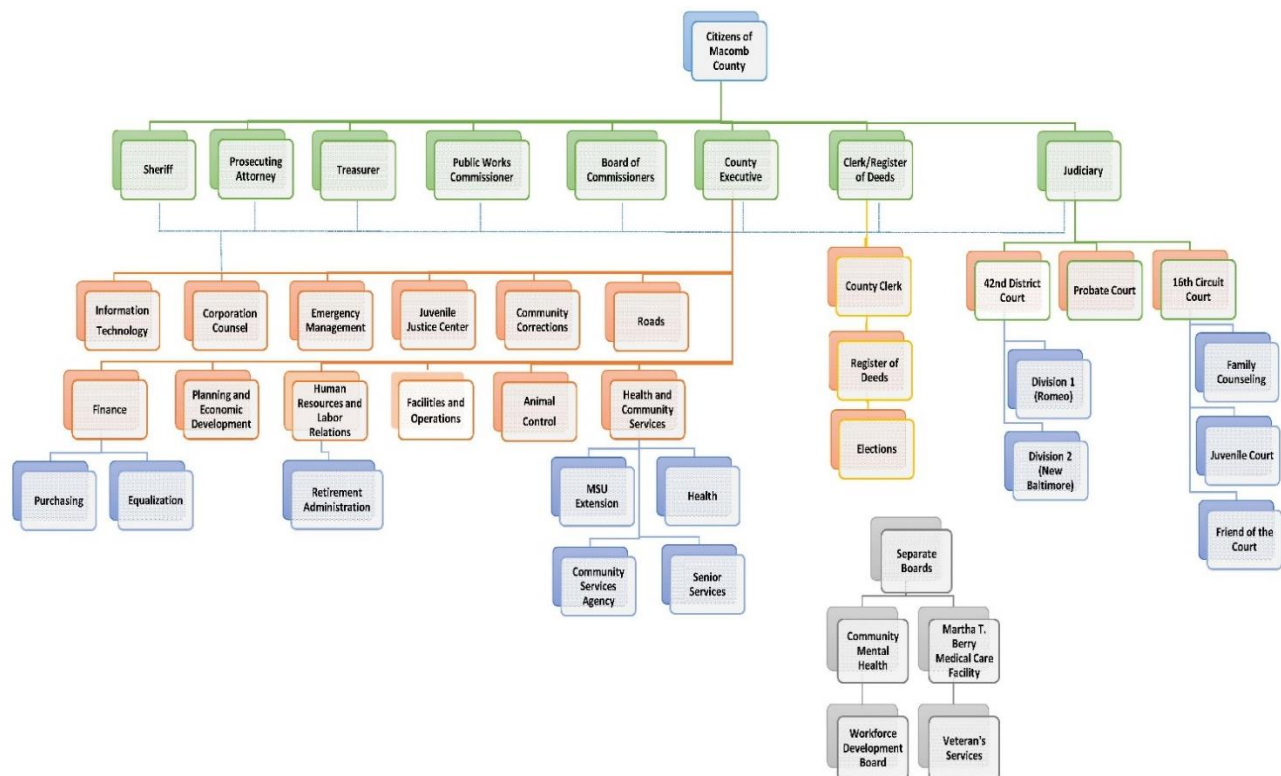 Citizens of
Macomb
County
Sheriff
Prosecuting
Attorney
Treasurer
Public Works
Commissioner
Board of
Commissioners
County
Executive
Clerk/Register
of Deeds
Judiciary
Information
Technology
Corporation
Counsel
Emergency
Management
Juvenile
Justice Center
Community
Corrections
Roads
County Clerk
42nd District
Court
Probate Court
16th Circuit
Court
Finance
Planning and
Economic
Development
Human
Resources and
Labor
Relations
Facilities and
Operations
Animal
Control
Health and
Community
Services
Register of
Deeds
Division 1
(Romeo)
Family
Counseling
Purchasing
Equalization
Retirement
Administration
MSU
Extension
Health
Elections
Division 2
(New
Baltimore)
Juvenile Court
Community
Services
Agency
Senior
Services
Friend of the
Court
Separate
Boards
Community
Mental
Health
Martha T.
Berry
Medical Care
Facility
Workforce
Development
Board
Veteran's
Services